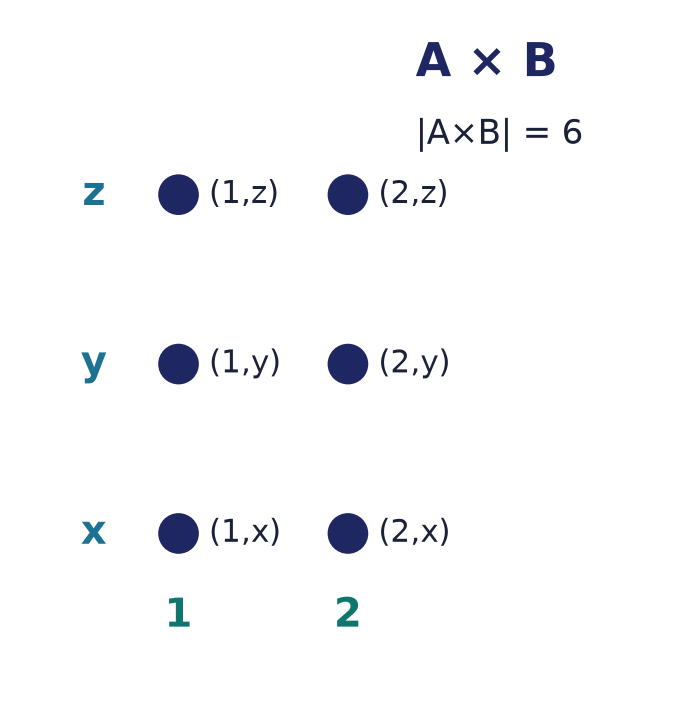 A × B
|A×B| = 6
z (1,z) (2,z)
y (1,y) (2,y)
x (1,x) (2,x)
1 2